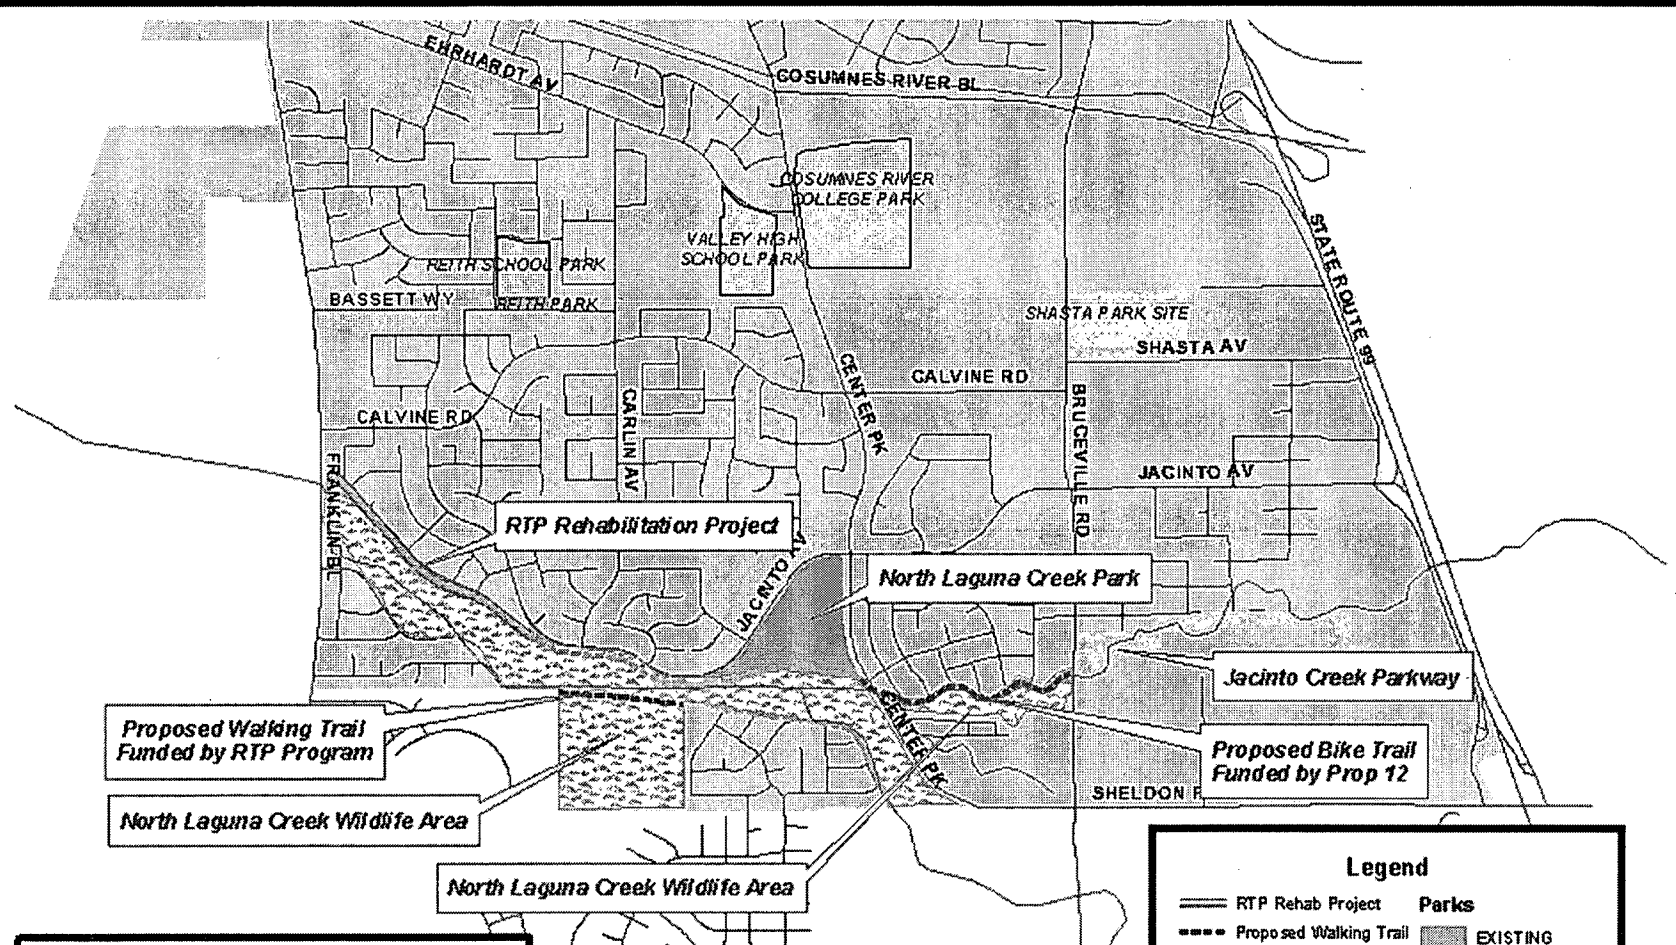 EHRHARDT AV
COSUMNES RIVER BL
COSUMNES RIVER
COLLEGE PARK
VALLEY HIGH
SCHOOL PARK
REITH SCHOOL PARK
BASSETT WY
REITH PARK
STATE ROUTE 99
SHASTA PARK SITE
SHASTA AV
CENTER PK
CALVINE RD
CALVINE RD
CARLIN AV
BRUCEVILLE RD
FRANKLIN BL
JACINTO AV
RTP Rehabilitation Project
JACINTO AV
North Laguna Creek Park
Jacinto Creek Parkway
Proposed Walking Trail
Funded by RTP Program
CENTER PK
Proposed Bike Trail
Funded by Prop 12
SHELDON
North Laguna Creek Wildlife Area
North Laguna Creek Wildlife Area
Legend
RTP Rehab Project
Parks
Proposed Walking Trail
EXISTING